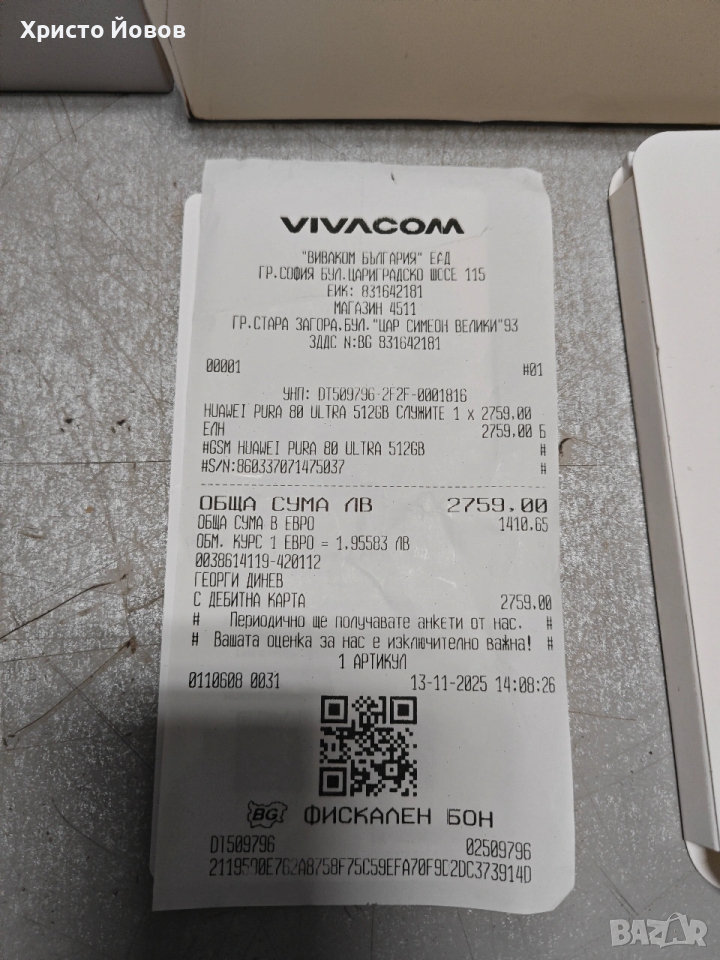 Христо Йовов
VIVACOM
"ВИВАКОМ БЪЛГАРИЯ" ЕАД
ГР.СОФИЯ БУЛ.ЦАРИГРАДСКО ШОСЕ 115
ЕИК: 831642181
МАГАЗИН 4511
ГР.СТАРА ЗАГОРА.БУЛ."ЦАР СИМЕОН ВЕЛИКИ"93
ЗДДС N:BG 831642181
00001 #01
УНП: DT509796-2F2F-0001816
HUAWEI PURA 80 ULTRA 512GB СЛУЖИТЕ 1 x 2759.00
ЕЛН 2759.00 Б
#GSM HUAWEI PURA 80 ULTRA 512GB #
#S/N:860337071475037 #
ОБЩА СУМА ЛВ 2759.00
ОБЩА СУМА В ЕВРО 1410.65
ОБМ. КУРС 1 ЕВРО = 1.95583 ЛВ
0038614119-420112
ГЕОРГИ ДИНЕВ
С ДЕБИТНА КАРТА 2759.00
# Периодично ще получавате анкети от нас. #
# Вашата оценка за нас е изключително важна! #
1 АРТИКУЛ
0110608 0031 13-11-2025 14:08:26
BG ФИСКАЛЕН БОН
DT509796 02509796
BAZAR